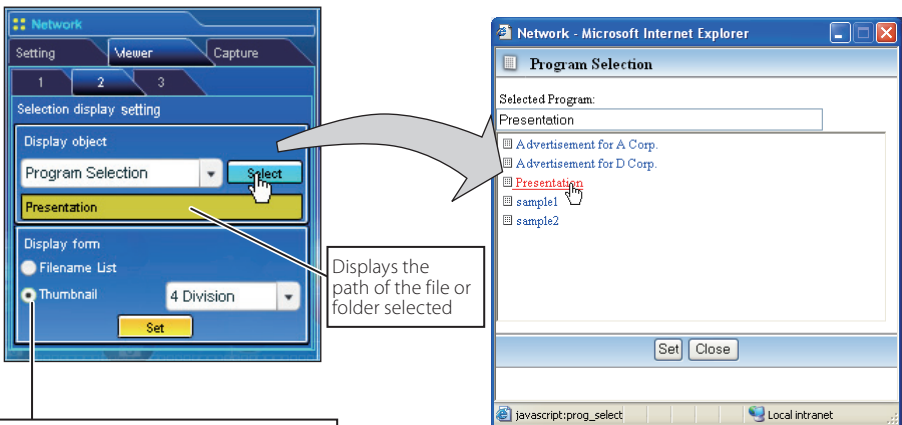 Network
Setting Viewer Capture
1 2 3
Selection display setting
Display object
Program Selection Select
Presentation
Display form
Filename List
Thumbnail 4 Division
Set
Displays the
path of the file or
folder selected
Network - Microsoft Internet Explorer
Program Selection
Selected Program:
Presentation
Advertisement for A Corp.
Advertisement for D Corp.
Presentation
sample1
sample2
Set Close
javascript:prog_select Local intranet